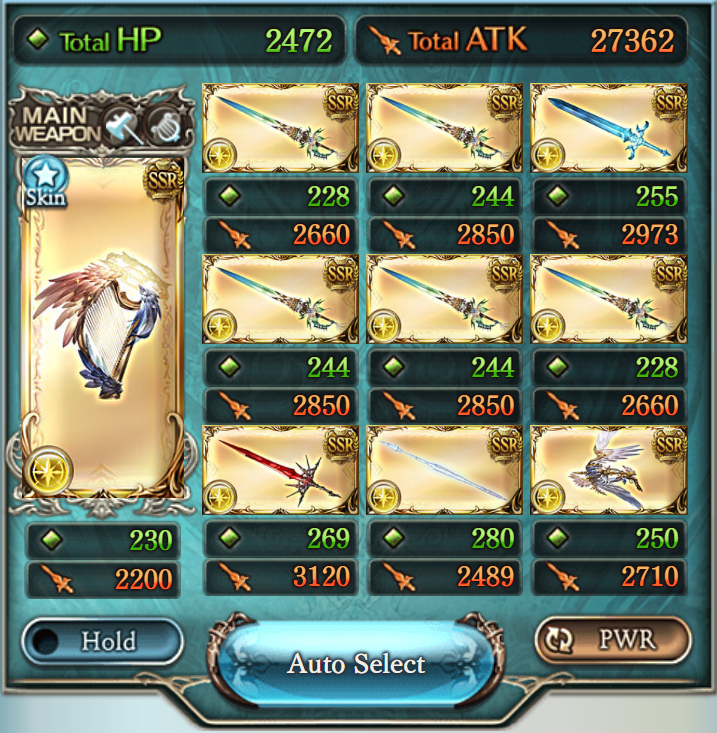 Total HP 2472 Total ATK 27362
MAIN
WEAPON
SSR SSR SSR
Skin SSR
228 244 255
2660 2850 2973
SSR SSR SSR
244 244 228
2850 2850 2660
SSR SSR SSR
230 269 280 250
2200 3120 2489 2710
Hold Auto Select PWR